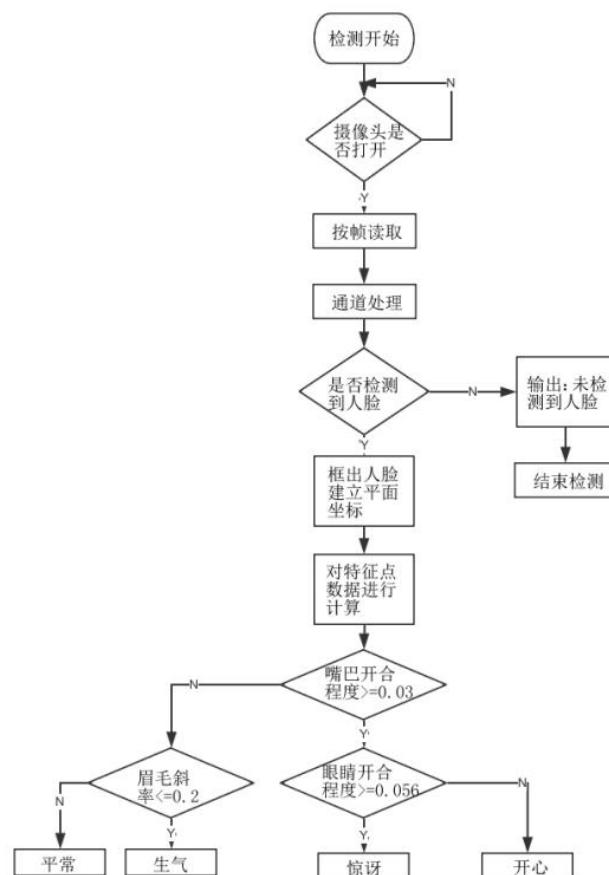 检测开始
N
摄像头是
否打开
Y
按帧读取
通道处理
是否检测
到人脸
N
输出:未检
测到人脸
结束检测
Y
框出人脸
建立平面
坐标
对特征点
数据进行
计算
嘴巴开合
程度>=0.03
N
Y
眉毛斜
率<=0.2
眼睛开合
程度>=0.056
N
Y
Y
N
平常
生气
惊讶
开心